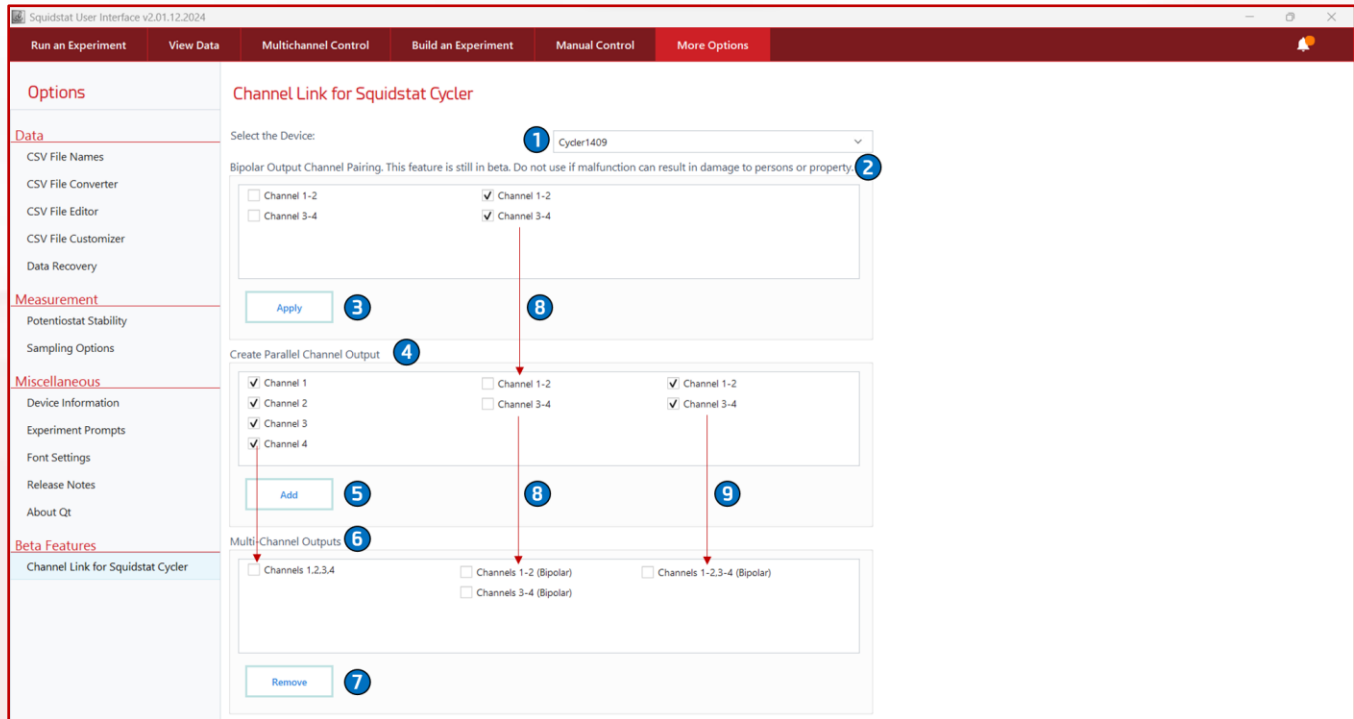 Squidstat User Interface v2.01.12.2024
Run an Experiment View Data Multichannel Control Build an Experiment Manual Control More Options
Options
Data
CSV File Names
CSV File Converter
CSV File Editor
CSV File Customizer
Data Recovery
Measurement
Potentiostat Stability
Sampling Options
Miscellaneous
Device Information
Experiment Prompts
Font Settings
Release Notes
About Qt
Beta Features
Channel Link for Squidstat Cycler
Channel Link for Squidstat Cycler
Select the Device: 1 Cycler1409
Bipolar Output Channel Pairing. This feature is still in beta. Do not use if malfunction can result in damage to persons or property. 2
Channel 1-2 Channel 1-2
Channel 3-4 Channel 3-4
Apply 3 8
Create Parallel Channel Output 4
Channel 1 Channel 1-2 Channel 1-2
Channel 2 Channel 3-4 Channel 3-4
Channel 3
Channel 4
Add 5 8 9
Multi-Channel Outputs 6
Channels 1,2,3,4 Channels 1-2 (Bipolar) Channels 1-2,3-4 (Bipolar)
Channels 3-4 (Bipolar)
Remove 7